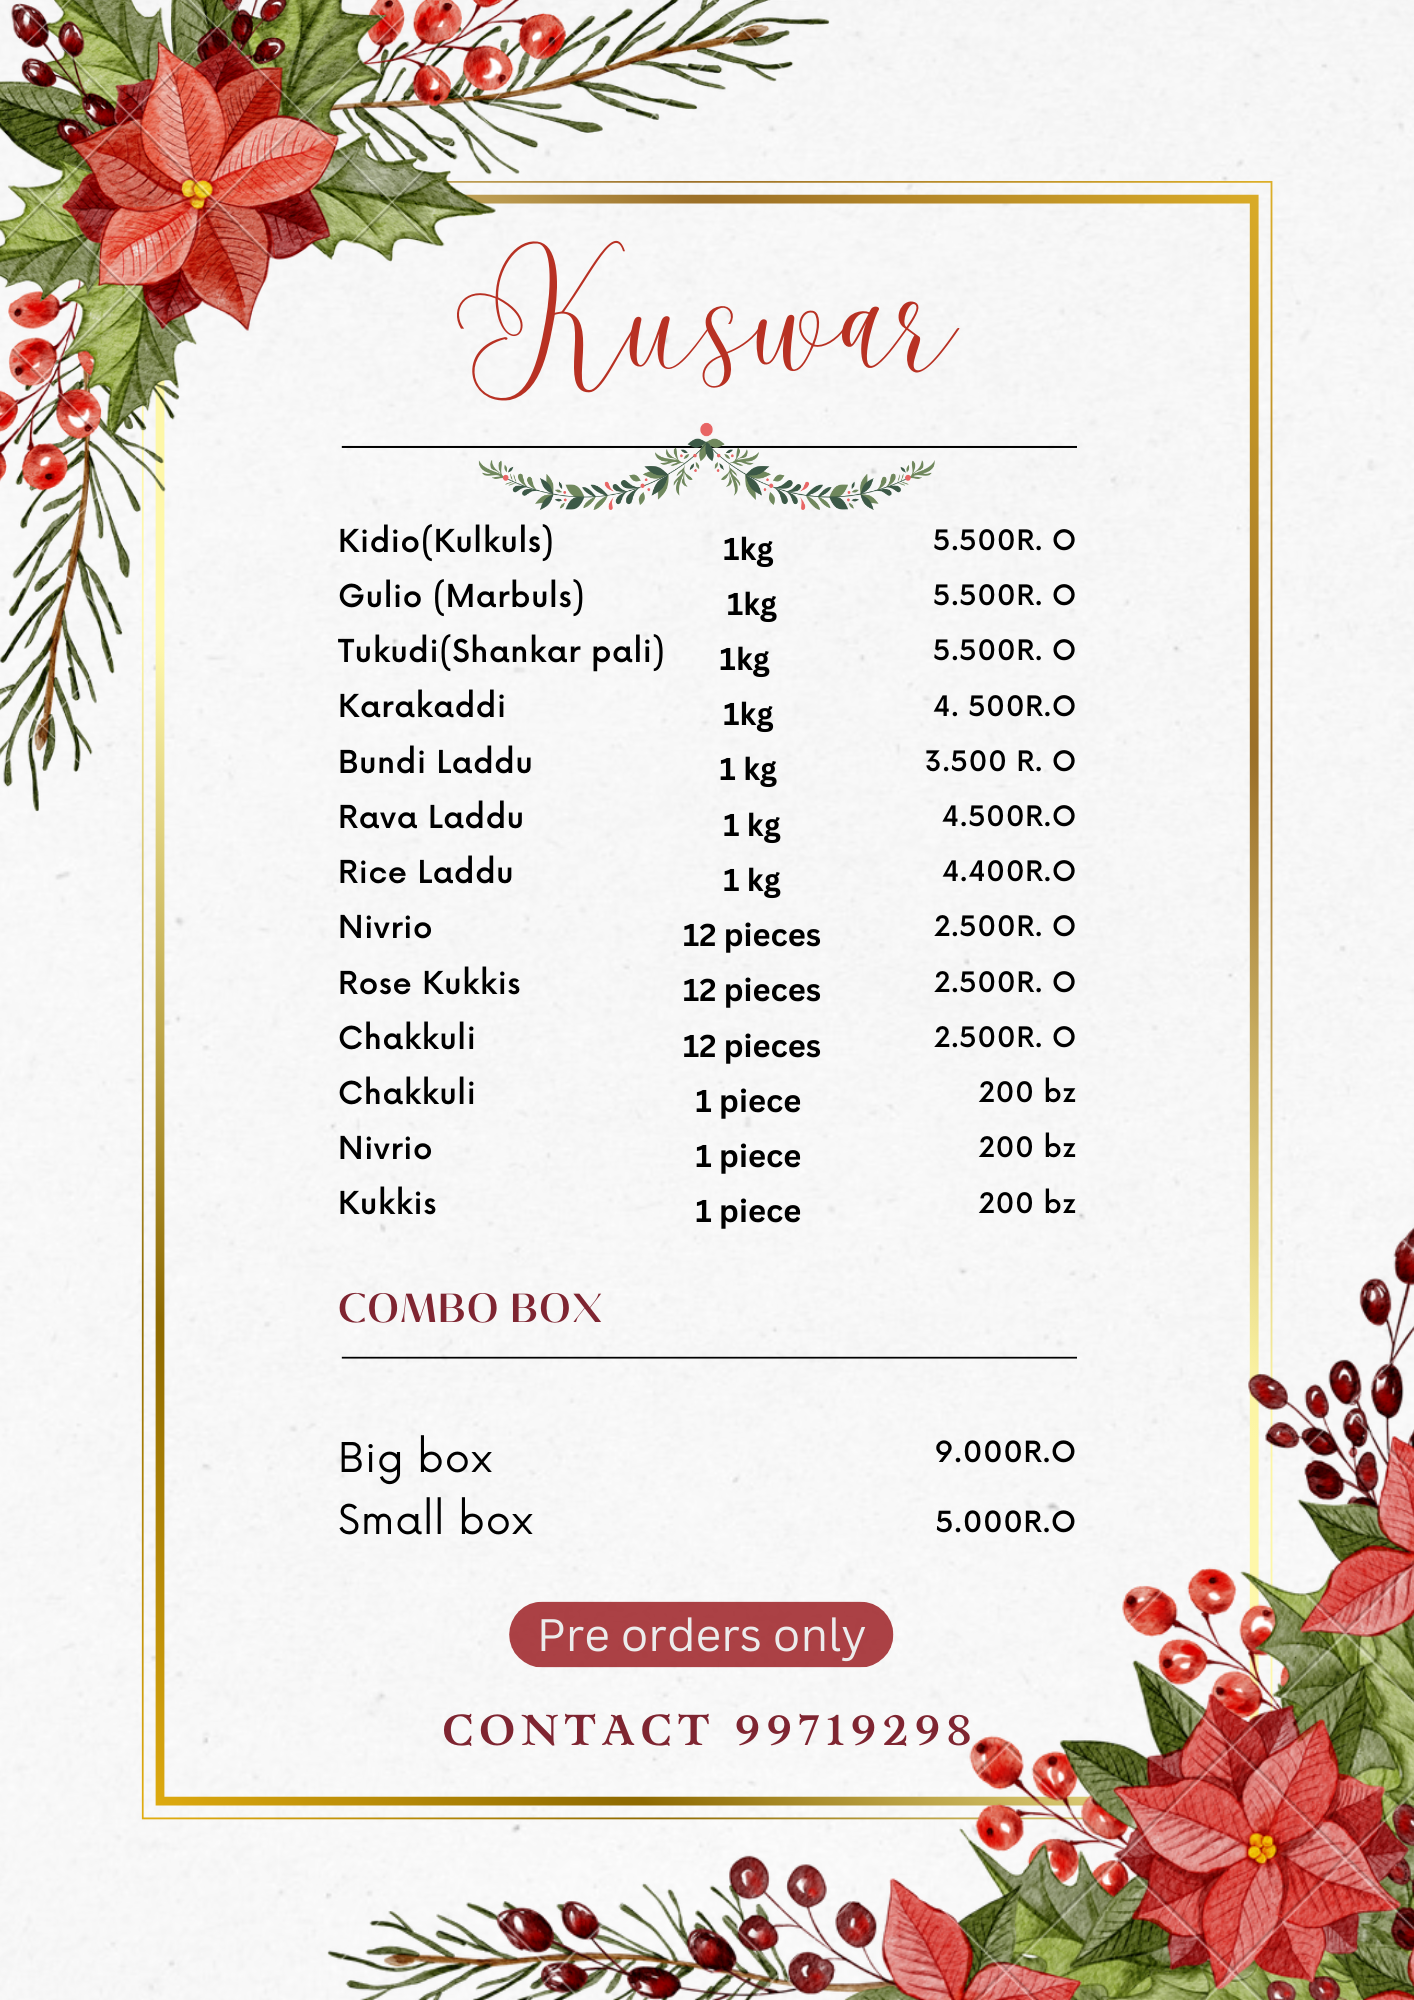 Kuswar
Kidio(Kulkuls) 1kg 5.500R. O
Gulio (Marbuls) 1kg 5.500R. O
Tukudi(Shankar pali) 1kg 5.500R. O
Karakaddi 1kg 4. 500R.O
Bundi Laddu 1 kg 3.500 R. O
Rava Laddu 1 kg 4.500R.O
Rice Laddu 1 kg 4.400R.O
Nivrio 12 pieces 2.500R. O
Rose Kukkis 12 pieces 2.500R. O
Chakkuli 12 pieces 2.500R. O
Chakkuli 1 piece 200 bz
Nivrio 1 piece 200 bz
Kukkis 1 piece 200 bz
COMBO BOX
Big box 9.000R.O
Small box 5.000R.O
Pre orders only
CONTACT 99719298